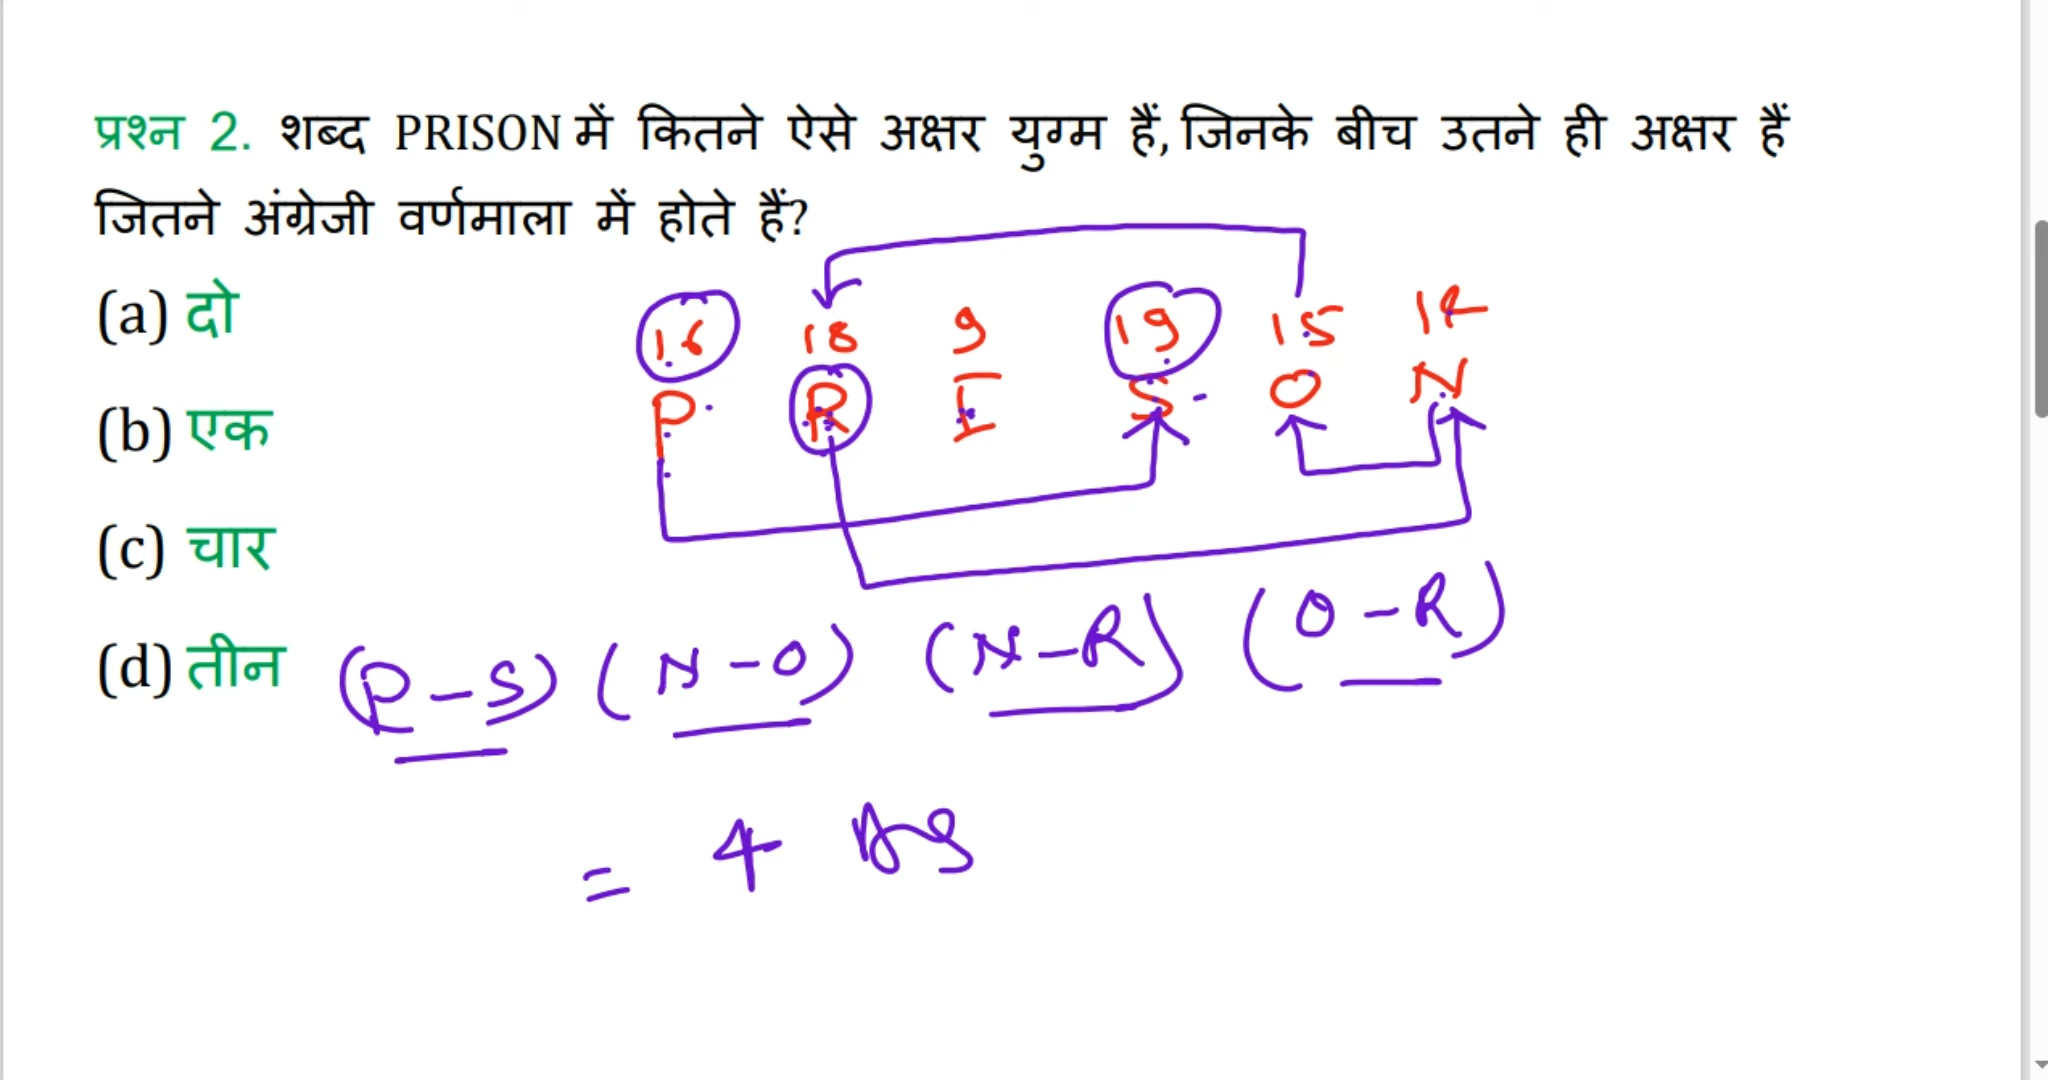 प्रश्न 2. शब्द PRISON में कितने ऐसे अक्षर युग्म हैं, जिनके बीच उतने ही अक्षर हैं
जितने अंग्रेजी वर्णमाला में होते हैं?
(a) दो
16 18 9 19 15 14
(b) एक
P R I S O N
(c) चार
(d) तीन
(P-S) (N-O) (N-R) (O-R)
= 4 Ans